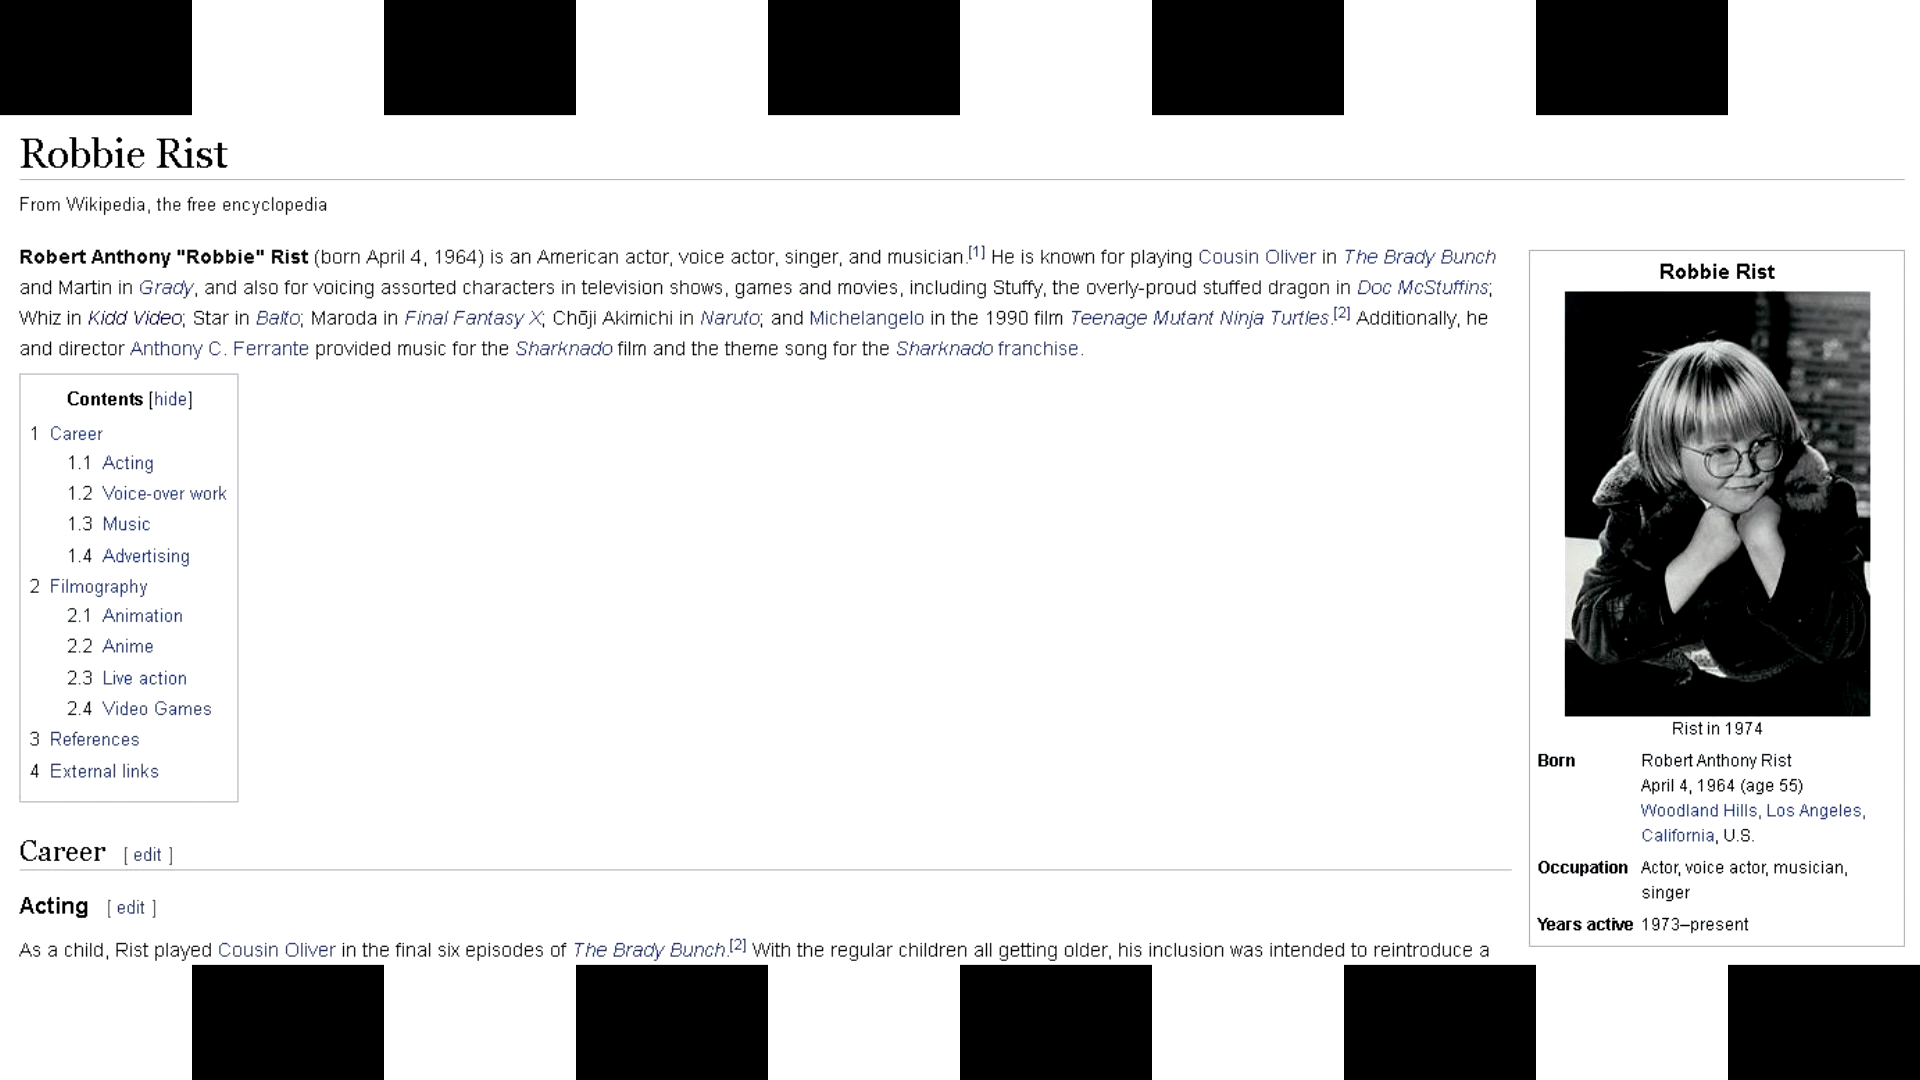 Robbie Rist
From Wikipedia, the free encyclopedia
Robert Anthony "Robbie" Rist (born April 4, 1964) is an American actor, voice actor, singer, and musician.[1] He is known for playing Cousin Oliver in The Brady Bunch
and Martin in Grady, and also for voicing assorted characters in television shows, games and movies, including Stuffy, the overly-proud stuffed dragon in Doc McStuffins;
Whiz in Kidd Video; Star in Balto; Maroda in Final Fantasy X; Chōji Akimichi in Naruto; and Michelangelo in the 1990 film Teenage Mutant Ninja Turtles.[2] Additionally, he
and director Anthony C. Ferrante provided music for the Sharknado film and the theme song for the Sharknado franchise.
Contents [hide]
1 Career
1.1 Acting
1.2 Voice-over work
1.3 Music
1.4 Advertising
2 Filmography
2.1 Animation
2.2 Anime
2.3 Live action
2.4 Video Games
3 References
4 External links
Career [ edit ]
Acting [ edit ]
As a child, Rist played Cousin Oliver in the final six episodes of The Brady Bunch.[2] With the regular children all getting older, his inclusion was intended to reintroduce a
Robbie Rist
Rist in 1974
Born Robert Anthony Rist
April 4, 1964 (age 55)
Woodland Hills, Los Angeles,
California, U.S.
Occupation Actor, voice actor, musician,
singer
Years active 1973–present